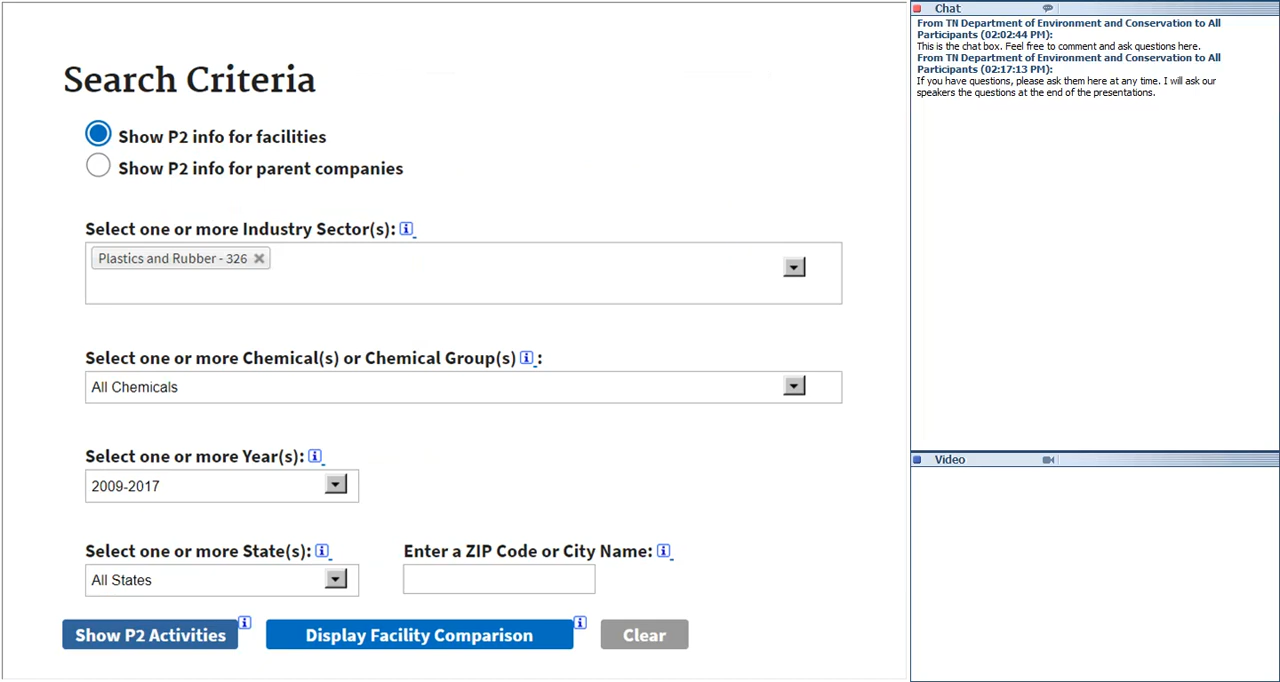 Search Criteria
Show P2 info for facilities
Show P2 info for parent companies
Select one or more Industry Sector(s):
Plastics and Rubber - 326
Select one or more Chemical(s) or Chemical Group(s) :
All Chemicals
Select one or more Year(s):
2009-2017
Select one or more State(s):
Enter a ZIP Code or City Name:
All States
Show P2 Activities
Display Facility Comparison
Clear
Chat
From TN Department of Environment and Conservation to All
Participants (02:02:44 PM):
This is the chat box. Feel free to comment and ask questions here.
From TN Department of Environment and Conservation to All
Participants (02:17:13 PM):
If you have questions, please ask them here at any time. I will ask our
speakers the questions at the end of the presentations.
Video